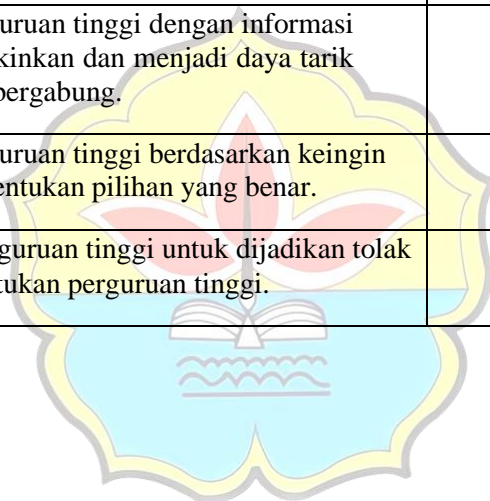 uruan tinggi dengan informasi
kinkan dan menjadi daya tarik
bergabung.
uruan tinggi berdasarkan keingin
entukan pilihan yang benar.
guruan tinggi untuk dijadikan tolak
tukan perguruan tinggi.